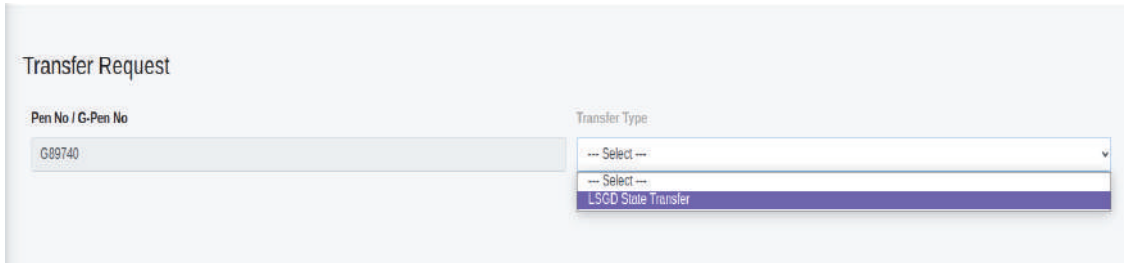 Transfer Request
Pen No / G-Pen No
Transfer Type
G89740
--- Select ---
--- Select ---
LSGD State Transfer